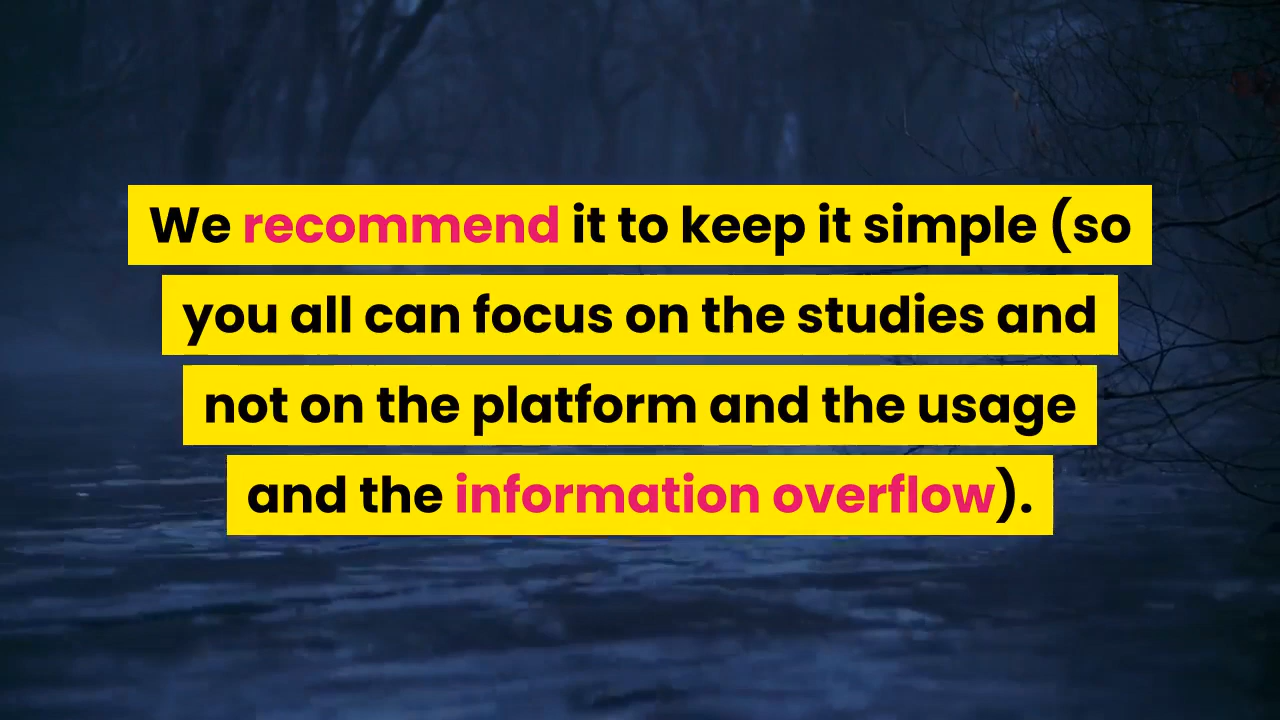 We recommend it to keep it simple (so
you all can focus on the studies and
not on the platform and the usage
and the information overflow).